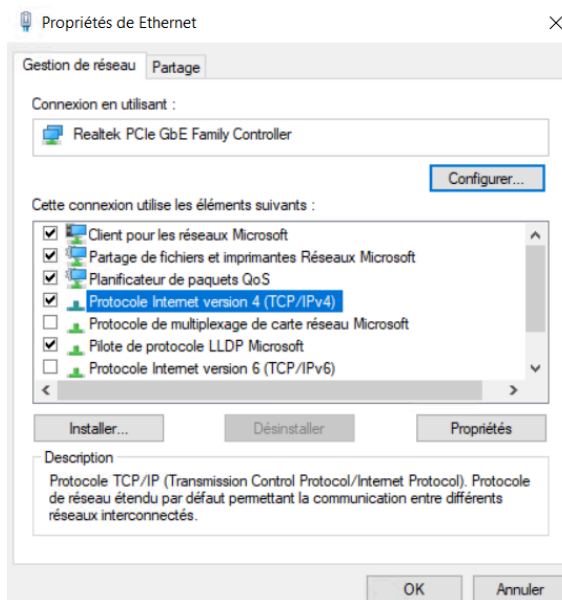 Propriétés de Ethernet
Gestion de réseau Partage
Connexion en utilisant :
Realtek PCIe GbE Family Controller
Configurer...
Cette connexion utilise les éléments suivants :
Client pour les réseaux Microsoft
Partage de fichiers et imprimantes Réseaux Microsoft
Planificateur de paquets QoS
Protocole Internet version 4 (TCP/IPv4)
Protocole de multiplexage de carte réseau Microsoft
Pilote de protocole LLDP Microsoft
Protocole Internet version 6 (TCP/IPv6)
Installer... Désinstaller Propriétés
Description
Protocole TCP/IP (Transmission Control Protocol/Internet Protocol). Protocole
de réseau étendu par défaut permettant la communication entre différents
réseaux interconnectés.
OK Annuler